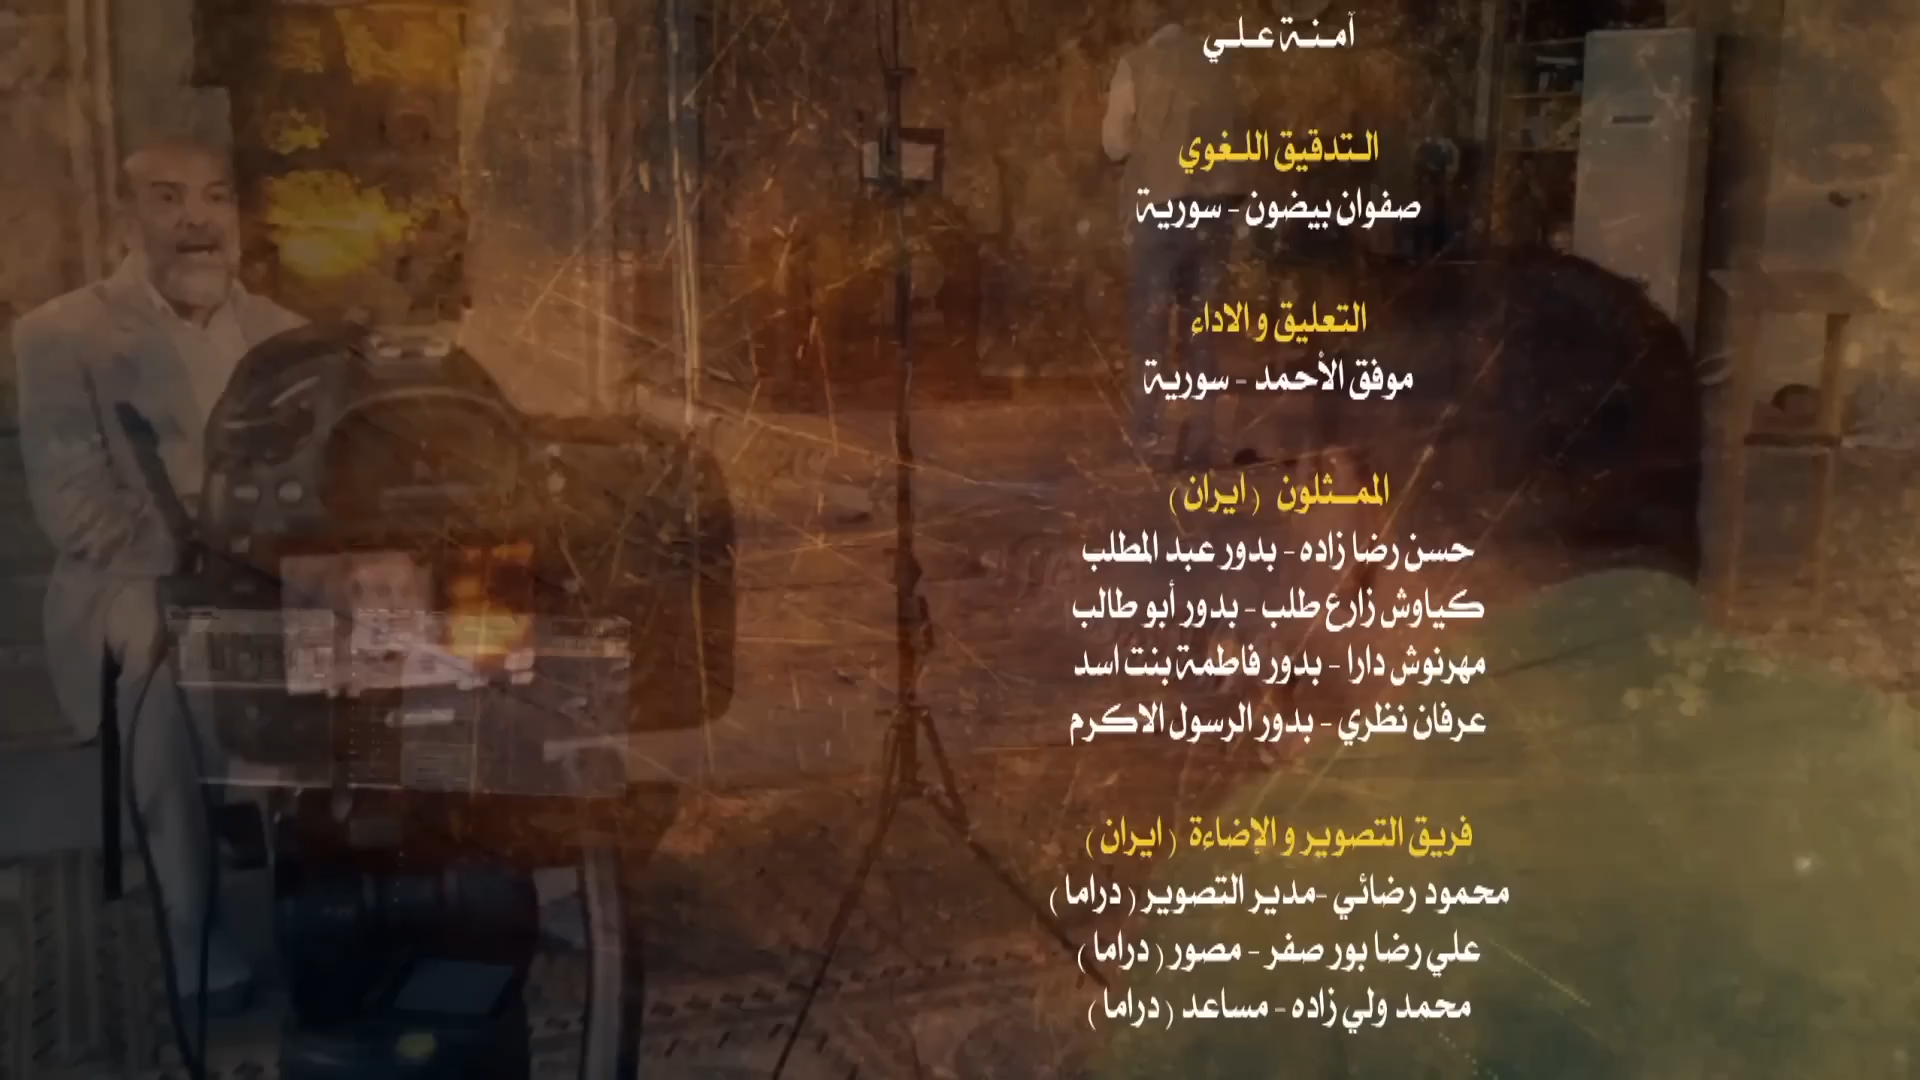 آمنة علي
التدقيق اللغوي
صفوان بيضون - سورية
التعليق و الاداء
موفق الأحمد - سورية
الممثلون ( ايران )
حسن رضا زاده - بدور عبد المطلب
كياوش زارع طلب - بدور أبو طالب
مهرنوش دارا - بدور فاطمة بنت اسد
عرفان نظري - بدور الرسول الاكرم
فريق التصوير و الإضاءة ( ايران )
محمود رضائي -مدير التصوير ( دراما )
علي رضا بور صفر - مصور ( دراما )
محمد ولي زاده - مساعد ( دراما )